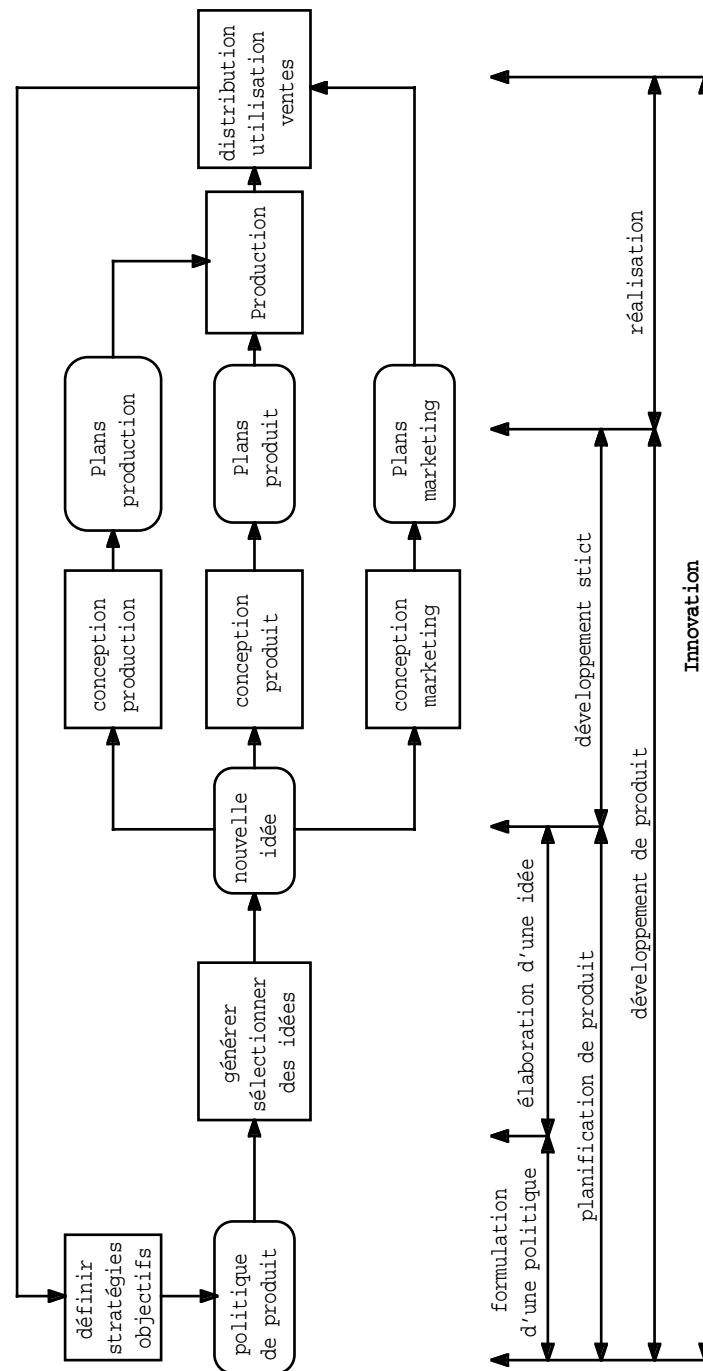 définir
stratégies
objectifs
politique
de produit
générer
sélectionner
des idées
nouvelle
idée
conception
production
Plans
production
conception
produit
Plans
produit
conception
marketing
Plans
marketing
Production
distribution
utilisation
ventes
formulation
d'une politique
élaboration d'une idée
planification de produit
développement stict
développement de produit
réalisation
Innovation